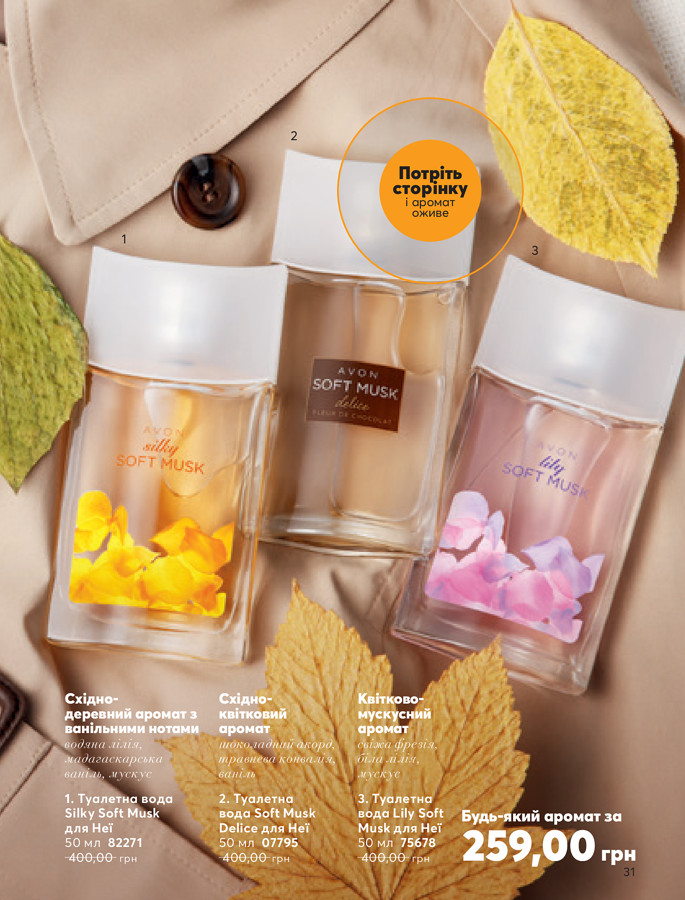 2
Потріть
сторінку
і аромат
оживе
1
3
AVON
SOFT MUSK
delice
FLEUR DE CHOCOLAT
AVON
silky
SOFT MUSK
AVON
lily
SOFT MUSK
Східно-
деревний аромат з
ванільними нотами
водяна лілія,
мадагаскарська
ваніль, мускус
1. Туалетна вода
Silky Soft Musk
для Неї
50 мл 82271
400,00 грн
Східно-
квітковий
аромат
шоколадний акорд,
травнева конвалія,
ваніль
2. Туалетна
вода Soft Musk
Delice для Неї
50 мл 07795
400,00 грн
Квітково-
мускусний
аромат
свіжа фрезія,
біла лілія,
мускус
3. Туалетна
вода Lily Soft
Musk для Неї
50 мл 75678
400,00 грн
Будь-який аромат за
259,00 грн
31